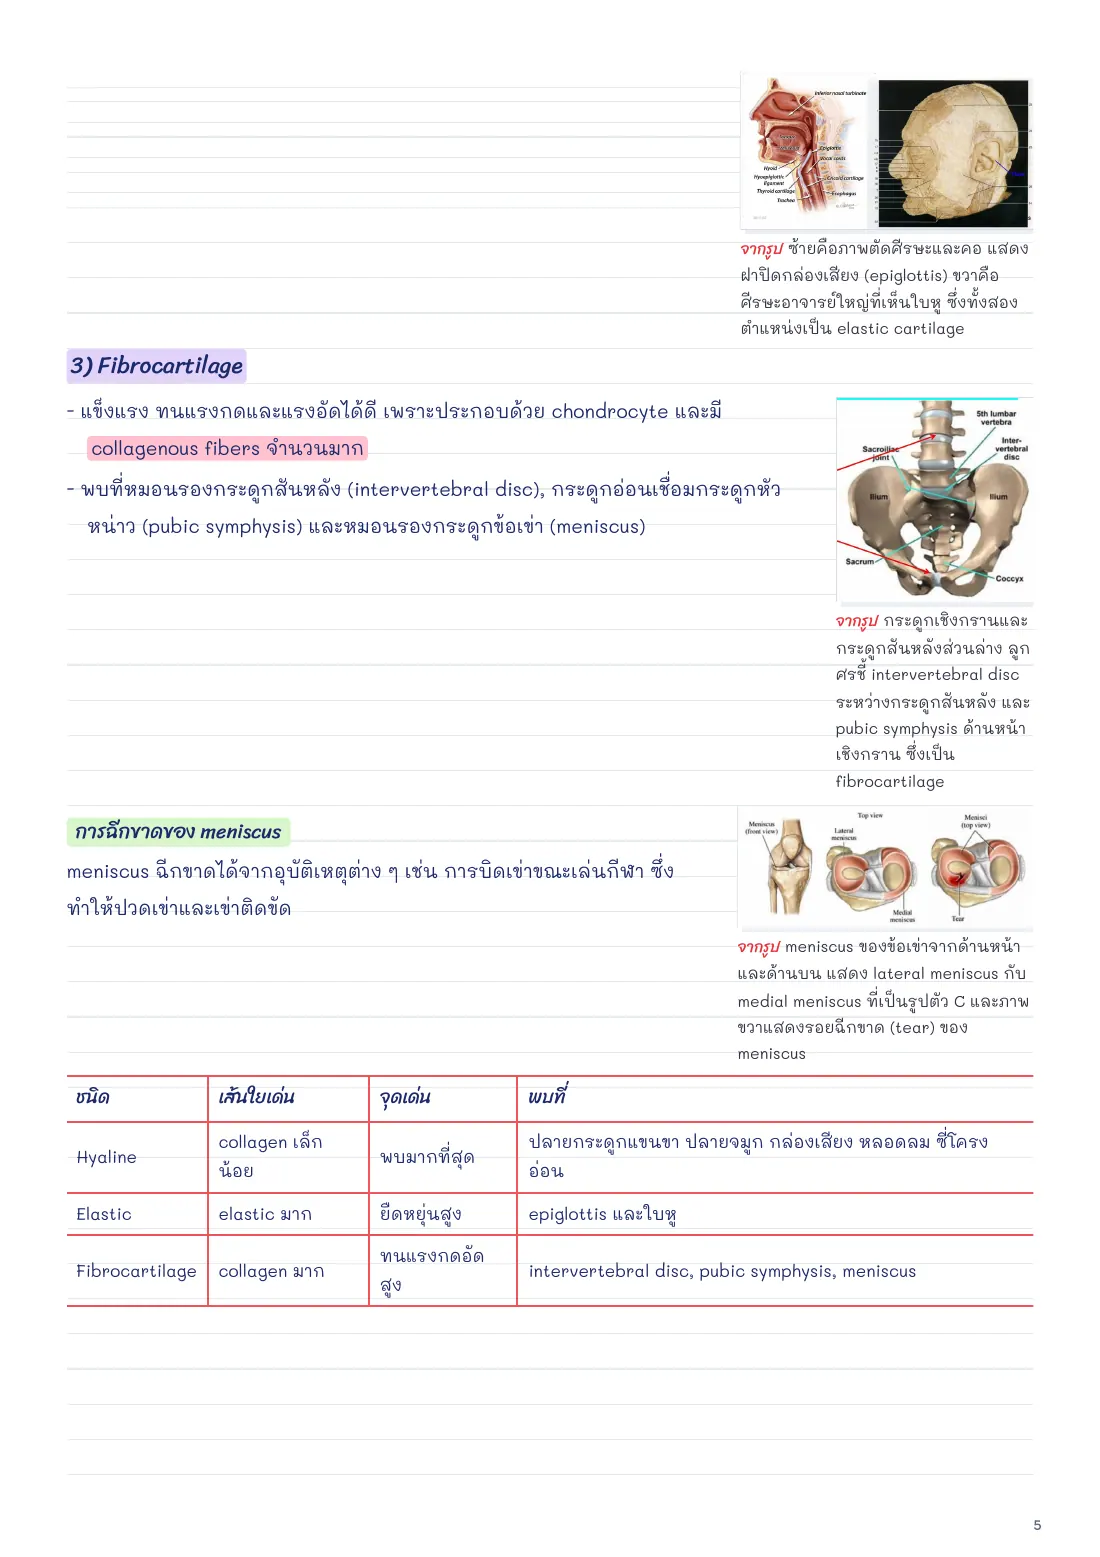 Inferior nasal turbinate
Epiglottis
Vocal cords
Hyoid
Hyoepiglottic ligament
Cricoid cartilage
Thyroid cartilage
Esophagus
Trachea
จากรูป ซ้ายคือภาพตัดศีรษะและคอ แสดง
ฝาปิดกล่องเสียง (epiglottis) ขวาคือ
ศีรษะอาจารย์ใหญ่ที่เห็นใบหู ซึ่งทั้งสอง
ตำแหน่งเป็น elastic cartilage
3) Fibrocartilage
- แข็งแรง ทนแรงกดและแรงอัดได้ดี เพราะประกอบด้วย chondrocyte และมี
collagenous fibers จำนวนมาก
- พบที่หมอนรองกระดูกสันหลัง (intervertebral disc), กระดูกอ่อนเชื่อมกระดูกหัว
หน่าว (pubic symphysis) และหมอนรองกระดูกข้อเข่า (meniscus)
5th lumbar
vertebra
Sacroiliac
joint
Inter-
vertebral
disc
Ilium
Ilium
Sacrum
Coccyx
จากรูป กระดูกเชิงกรานและ
กระดูกสันหลังส่วนล่าง ลูก
ศรชี้ intervertebral disc
ระหว่างกระดูกสันหลัง และ
pubic symphysis ด้านหน้า
เชิงกราน ซึ่งเป็น
fibrocartilage
การฉีกขาดของ meniscus
meniscus ฉีกขาดได้จากอุบัติเหตุต่าง ๆ เช่น การบิดเข่าขณะเล่นกีฬา ซึ่ง
ทำให้ปวดเข่าและเข่าติดขัด
Meniscus
(front view)
Top view
Lateral
meniscus
Menisci
(top view)
Medial
meniscus
Tear
จากรูป meniscus ของข้อเข่าจากด้านหน้า
และด้านบน แสดง lateral meniscus กับ
medial meniscus ที่เป็นรูปตัว C และภาพ
ขวาแสดงรอยฉีกขาด (tear) ของ
meniscus
ชนิด เส้นใยเด่น จุดเด่น พบที่
Hyaline collagen เล็กน้อย พบมากที่สุด ปลายกระดูกแขนขา ปลายจมูก กล่องเสียง หลอดลม ซี่โครงอ่อน
Elastic elastic มาก ยืดหยุ่นสูง epiglottis และใบหู
Fibrocartilage collagen มาก ทนแรงกดอัดสูง intervertebral disc, pubic symphysis, meniscus
5